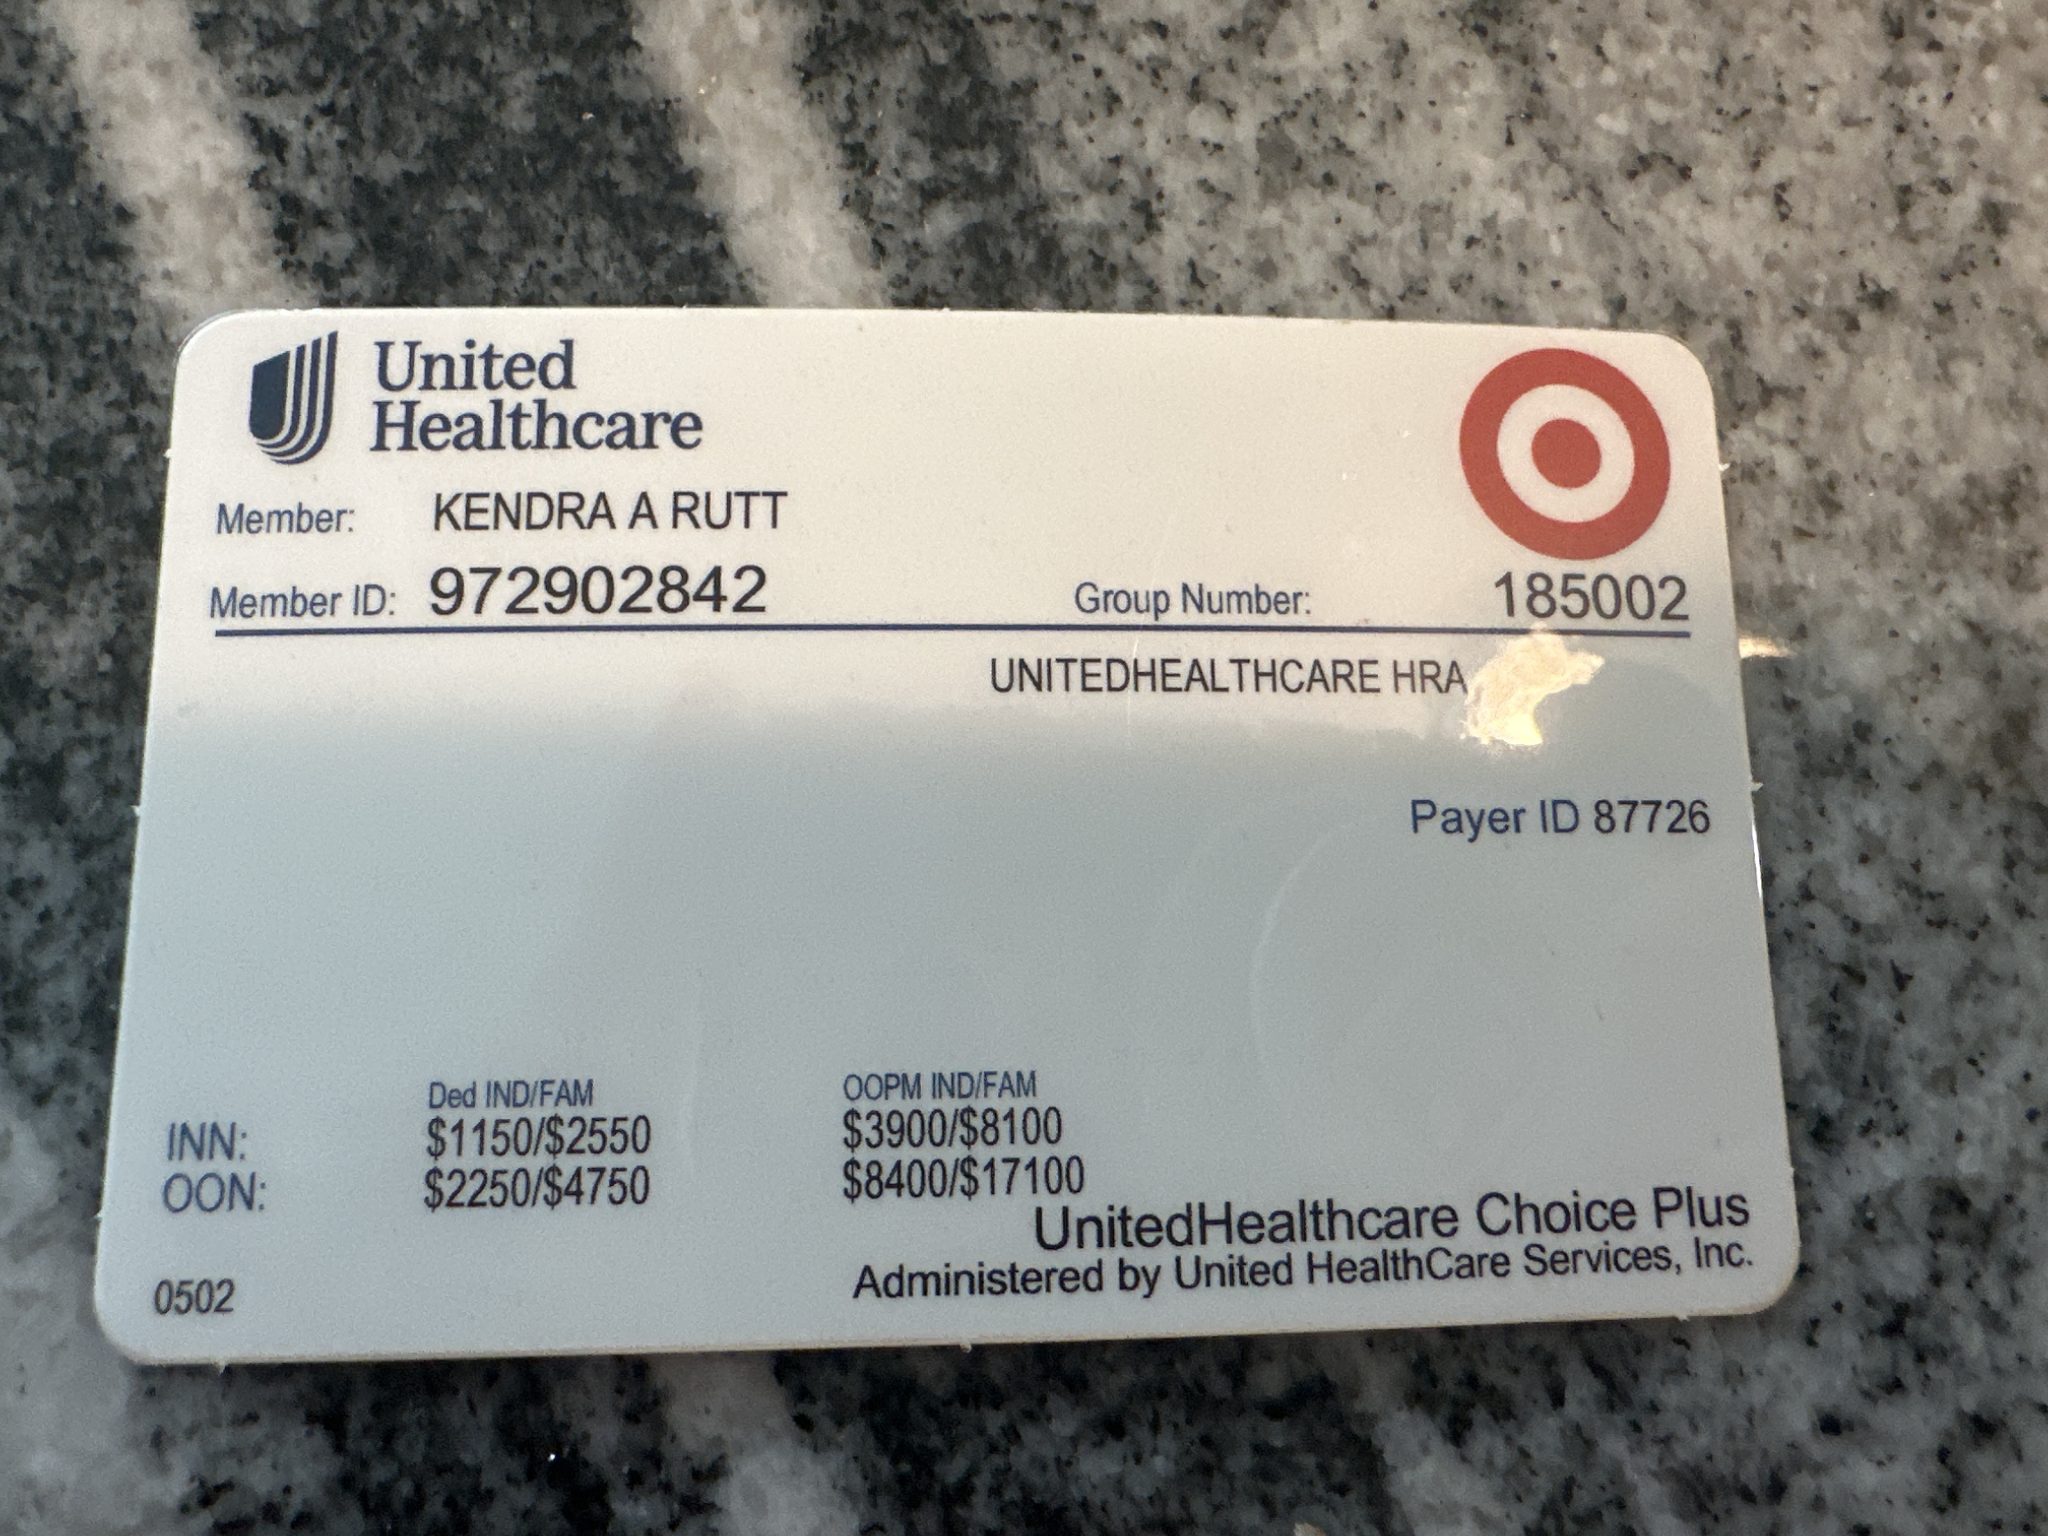 United
Healthcare
Member: KENDRA A RUTT
Member ID: 972902842 Group Number: 185002
UNITEDHEALTHCARE HRA
Payer ID 87726
Ded IND/FAM OOPM IND/FAM
INN: $1150/$2550 $3900/$8100
OON: $2250/$4750 $8400/$17100
UnitedHealthcare Choice Plus
0502 Administered by United HealthCare Services, Inc.